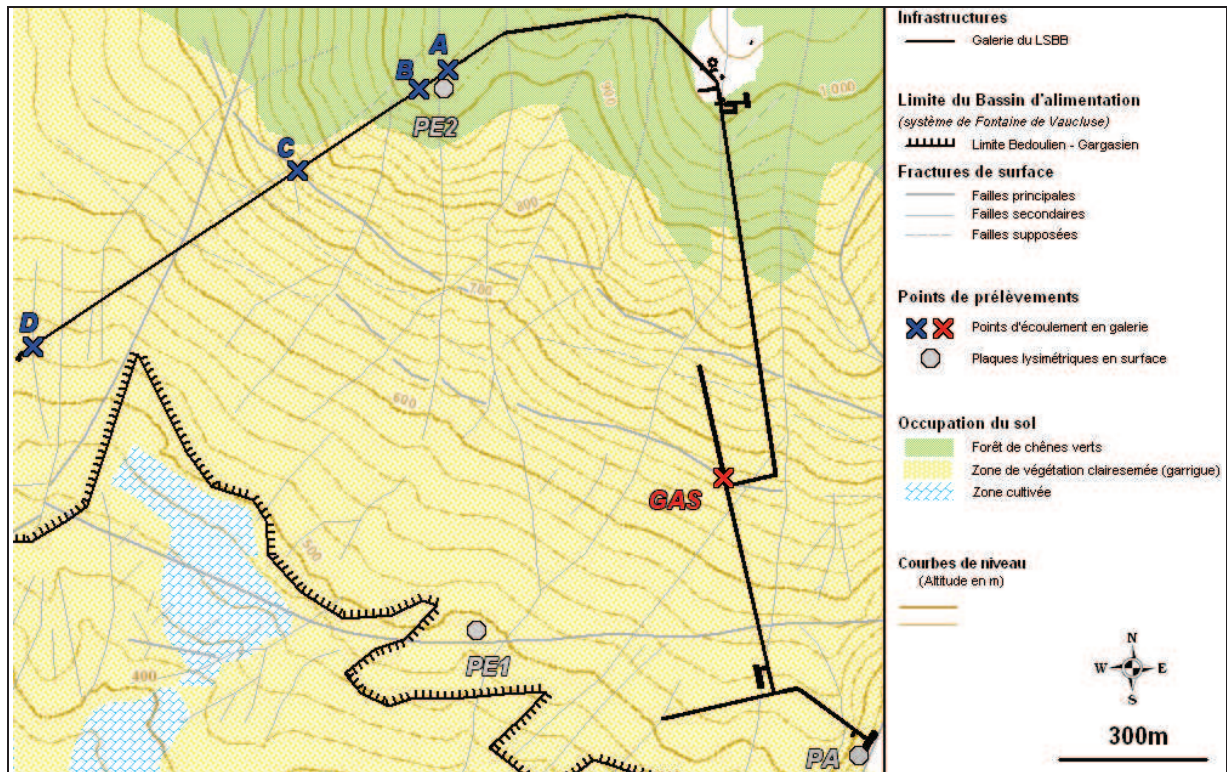 A
B
PE2
C
D
900
1 000
800
700
600
GAS
500
PE1
400
PA
Infrastructures
Galerie du LSBB
Limite du Bassin d'alimentation
(système de Fontaine de Vaucluse)
Limite Bedoulien - Gargasien
Fractures de surface
Failles principales
Failles secondaires
Failles supposées
Points de prélèvements
Points d'écoulement en galerie
Plaques lysimétriques en surface
Occupation du sol
Forêt de chênes verts
Zone de végétation clairesemée (garrigue)
Zone cultivée
Courbes de niveau
(Altitude en m)
N
W E
S
300m